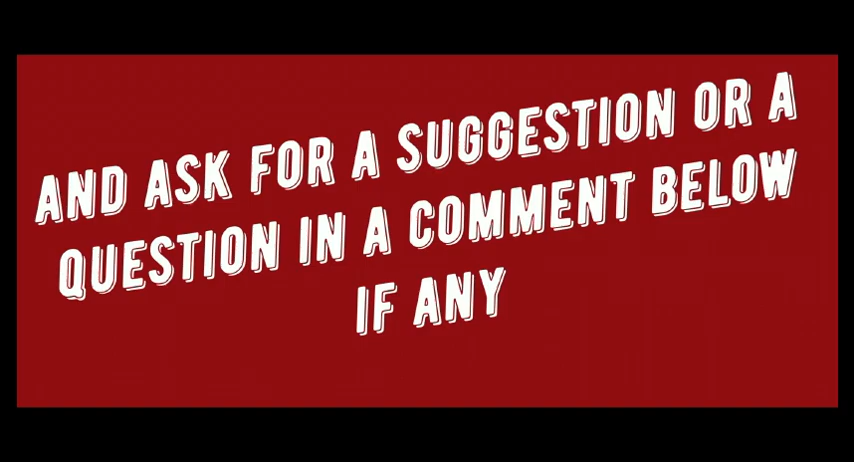 AND ASK FOR A SUGGESTION OR A
QUESTION IN A COMMENT BELOW
IF ANY